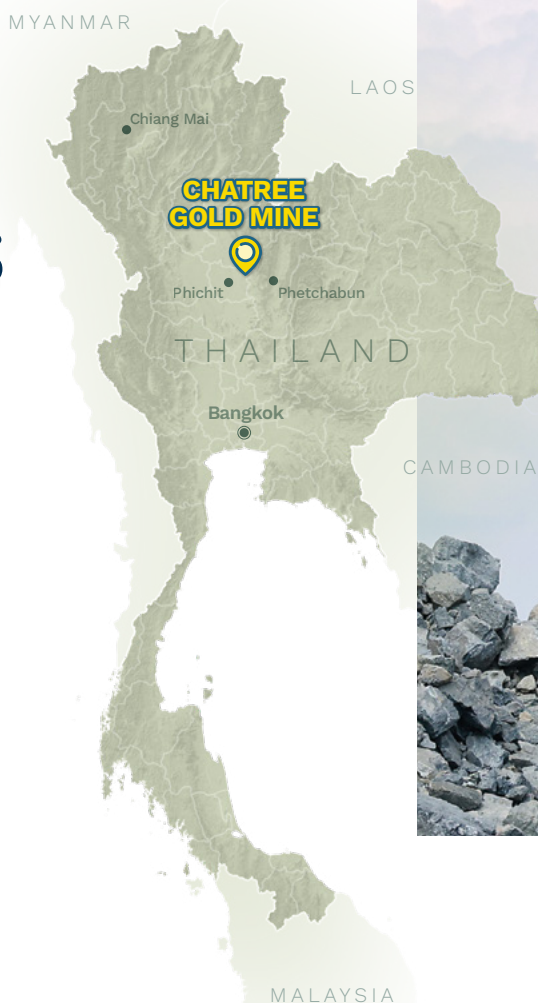 MYANMAR
LAOS
Chiang Mai
CHATREE
GOLD MINE
Phichit
Phetchabun
THAILAND
Bangkok
CAMBODIA
MALAYSIA